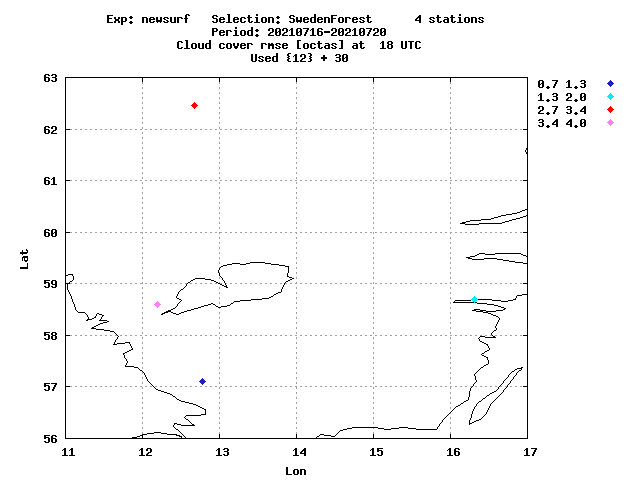 Exp: newsurf Selection: SwedenForest 4 stations
Period: 20210716-20210720
Cloud cover rmse [octas] at 18 UTC
Used {12} + 30
63
62
61
60
59
58
57
56
Lat
11 12 13 14 15 16 17
Lon
0.7 1.3
1.3 2.0
2.7 3.4
3.4 4.0